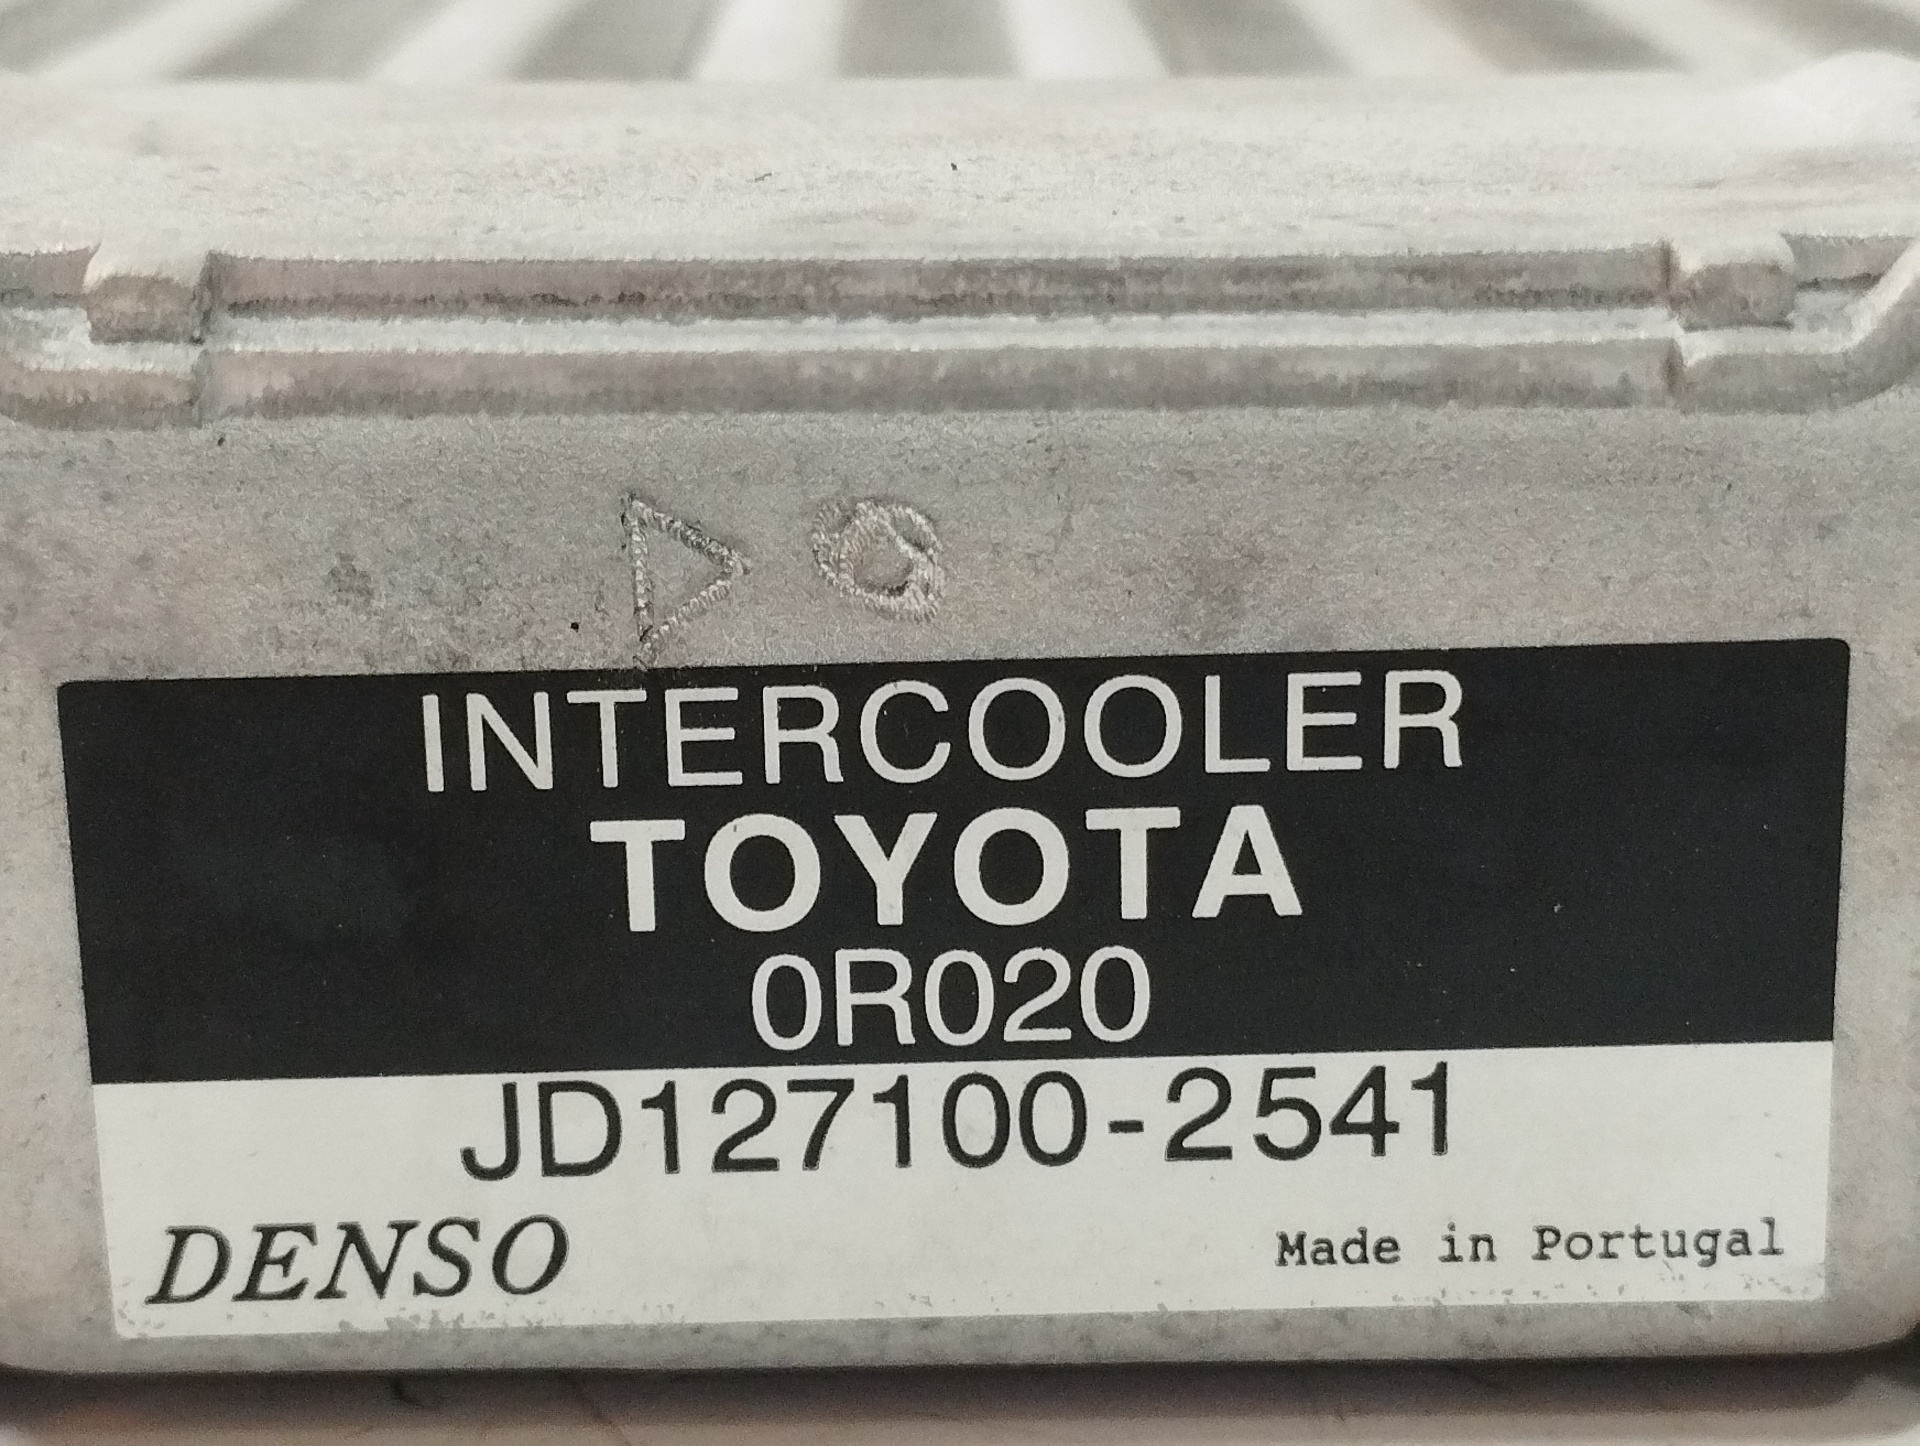 INTERCOOLER
TOYOTA
0R020
JD127100-2541
DENSO
Made in Portugal